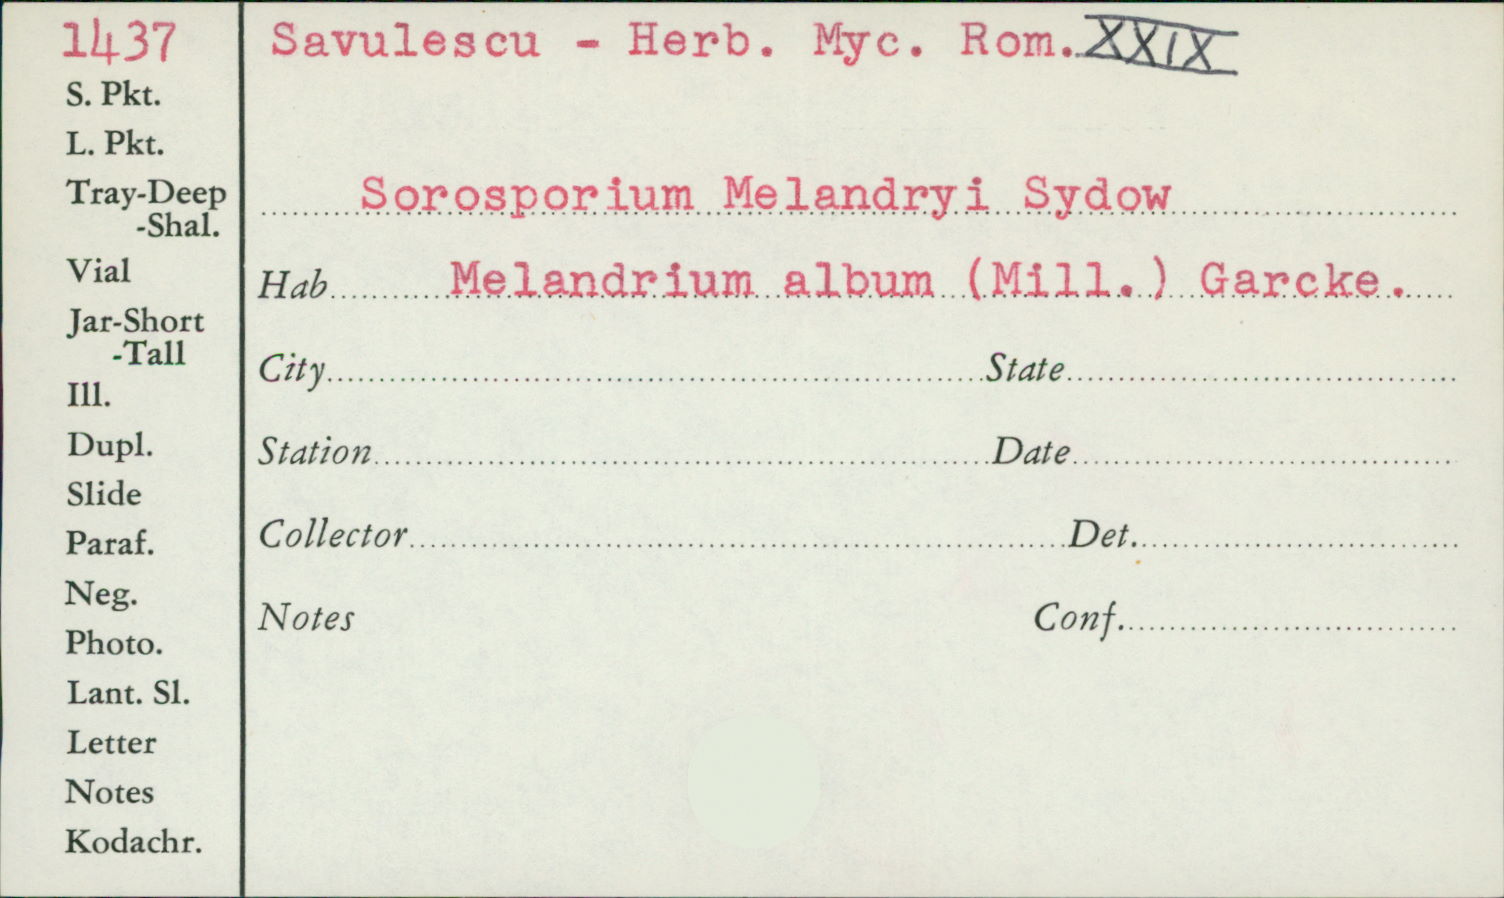 1437
Savulescu - Herb. Myc. Rom. XXIX
S. Pkt.
L. Pkt.
Tray-Deep
-Shal.
Vial
Jar-Short
-Tall
Ill.
Dupl.
Slide
Paraf.
Neg.
Photo.
Lant. Sl.
Letter
Notes
Kodachr.
Sorosporium Melandryi Sydow
Hab Melandrium album (Mill.) Garcke.
City State
Station Date
Collector Det.
Notes Conf.